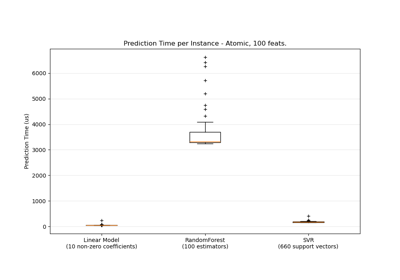 Prediction Time per Instance - Atomic, 100 feats.
6000
5000
4000
3000
2000
1000
0
Prediction Time (us)
Linear Model
(10 non-zero coefficients)
RandomForest
(100 estimators)
SVR
(660 support vectors)